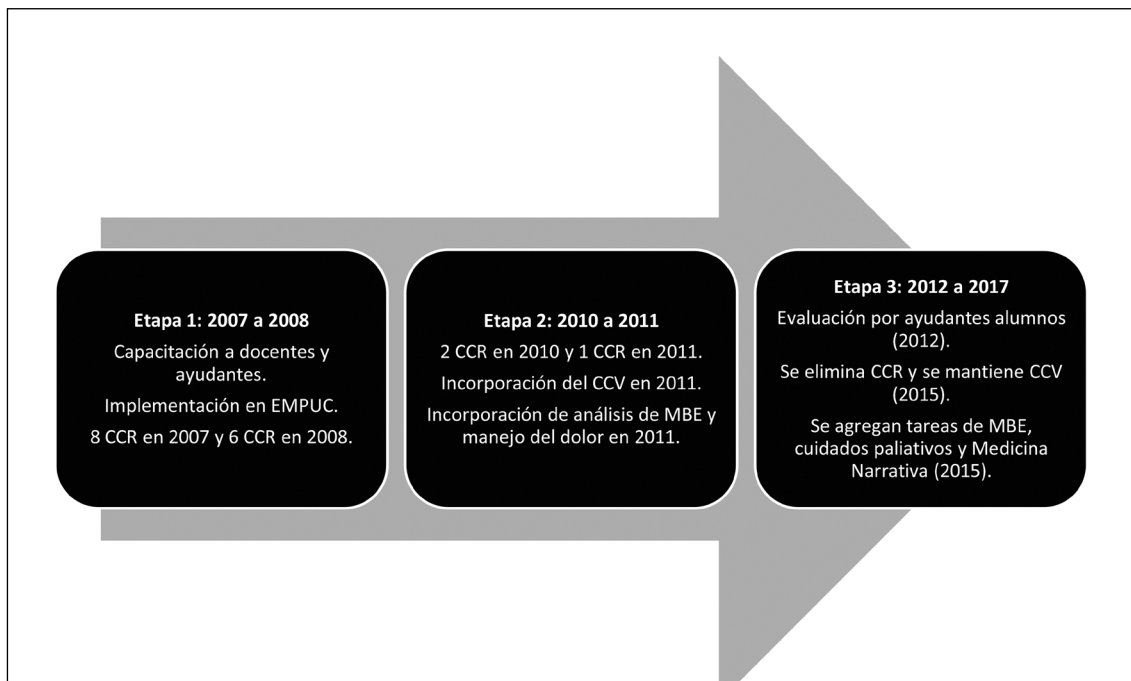 Etapa 1: 2007 a 2008
Capacitación a docentes y
ayudantes.
Implementación en EMPUC.
8 CCR en 2007 y 6 CCR en 2008.
Etapa 2: 2010 a 2011
2 CCR en 2010 y 1 CCR en 2011.
Incorporación del CCV en 2011.
Incorporación de análisis de MBE y
manejo del dolor en 2011.
Etapa 3: 2012 a 2017
Evaluación por ayudantes alumnos
(2012).
Se elimina CCR y se mantiene CCV
(2015).
Se agregan tareas de MBE,
cuidados paliativos y Medicina
Narrativa (2015).